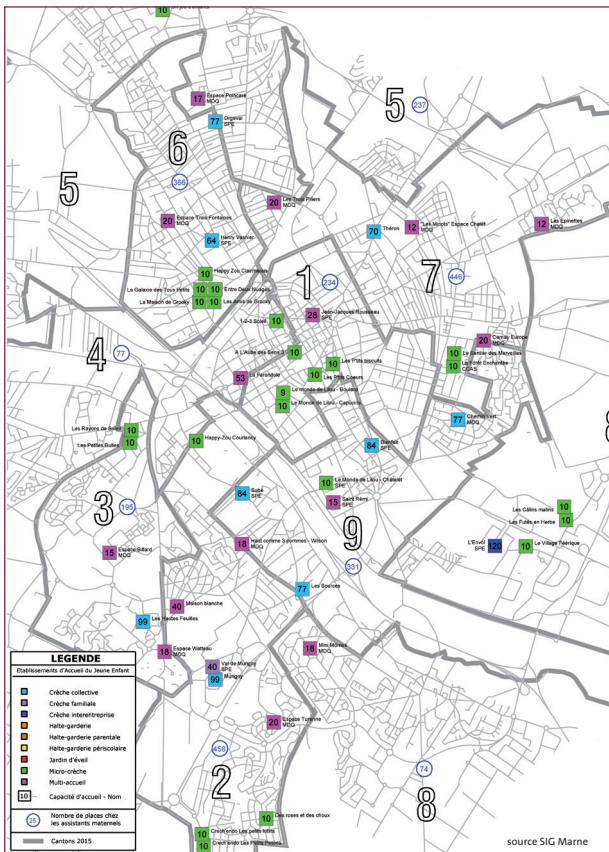 10
17
Espace Poincaré
MDQ
77
Orgeval
SPE
5
237
6
366
5
20
Les Trois Piliers
MDQ
20
Espace Trois Fontaines
MDQ
64
Henry Vasnier
SPE
70
Théron
12
"Les Minots" Espace Chalet
MDQ
12
Les Epinettes
MDQ
10
Happy Zou Clairmarais
La Galaxie des Tous Petits
10
10
Entre Deux Nuages
La Maison de Grooky
10
10
Les Amis de Grooky
1
234
7
446
1-2-3 Soleil
10
28
Jean-Jacques Rousseau
SPE
20
Cernay Europe
MDQ
10
Le Sentier des Merveilles
10
La Forêt Enchantée
CCAS
4
77
A L'Aube des Sens
10
10
Les P'tits biscuits
10
Les P'tits Coeurs
53
La Farandole
9
Le monde de Lilou - Boulard
10
Le Monde de Lilou - Capucins
77
Chemin Vert
MDQ
Les Rayons de Soleil
10
Les Petites Bulles
10
10
Happy-Zou Courlancy
84
SPE
8
84
Subé
SPE
10
Le Monde de Lilou - Châtelet
15
Saint Rémi
SPE
3
195
9
331
10
Les Câlins matins
10
Les Futés en Herbe
L'Envol
SPE
120
10
Le Village Féérique
15
Espace Billard
MDQ
18
Haut comme 3 pommes - Wilson
MDQ
77
Les Sources
40
Maison blanche
99
Les Hautes Feuilles
18
Espace Watteau
MDQ
18
Mini Mômes
MDQ
40
Val de Murigny
SPE
99
Murigny
20
Espace Turenne
MDQ
458
2
74
8
10
Des roses et des choux
10
Crech'endo Les petits lutins
10
Crech'endo Les Petits Petons
LEGENDE
Etablissements d'Accueil du Jeune Enfant
Crèche collective
Crèche familiale
Crèche interentreprise
Halte-garderie
Halte-garderie parentale
Halte-garderie périscolaire
Jardin d'éveil
Micro-crèche
Multi-accueil
10
Capacité d'accueil - Nom
25
Nombre de places chez
les assistants maternels
Cantons 2015
source SIG Marne